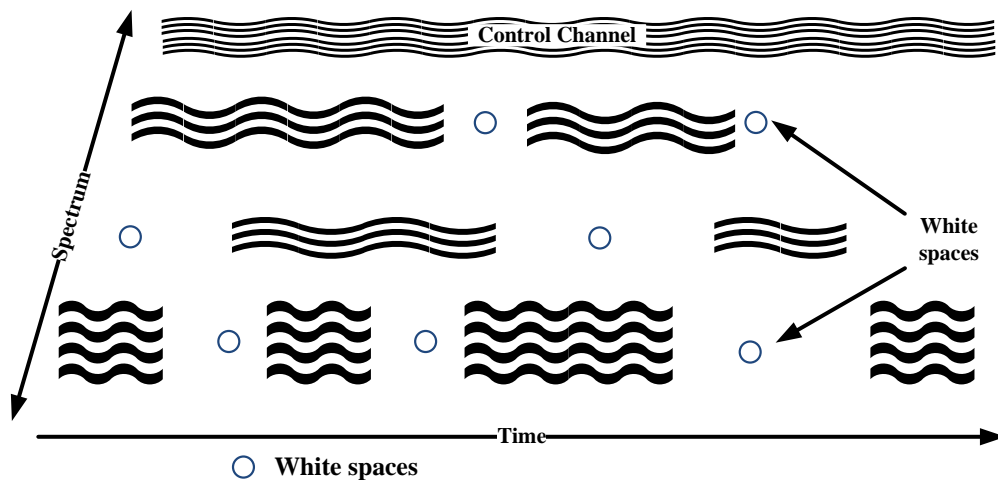 Control Channel
Spectrum
White
spaces
Time
White spaces